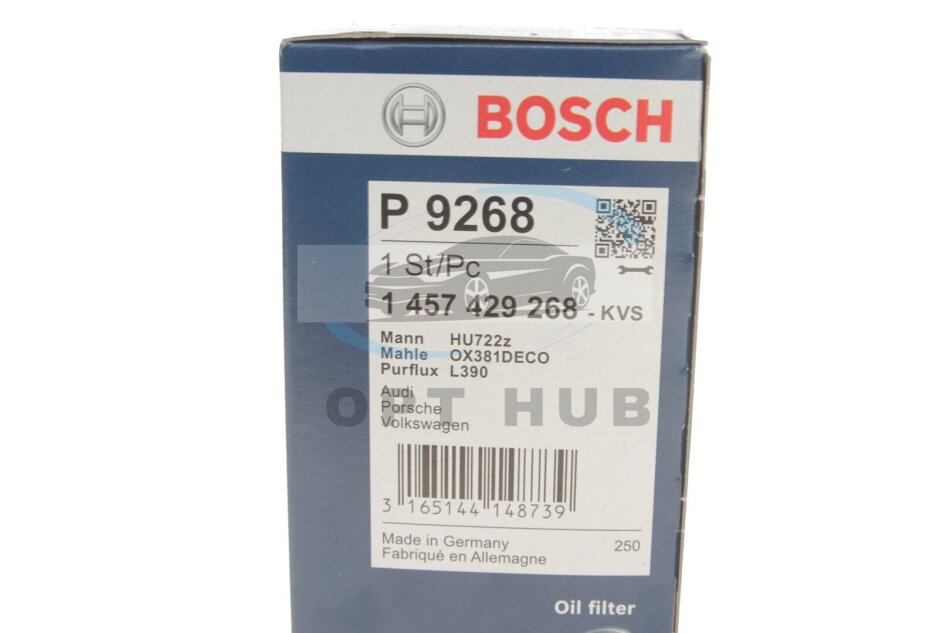 BOSCH
P 9268
1 St/Pc
1 457 429 268 - KVS
Mann HU722z
Mahle OX381DECO
Purflux L390
Audi
Porsche
Volkswagen
OPT HUB
3 165144 148739
Made in Germany 250
Fabriqué en Allemagne
Oil filter